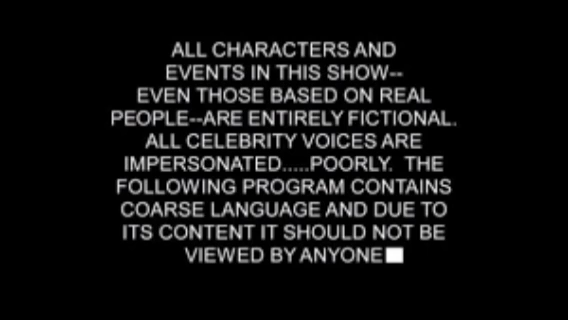 ALL CHARACTERS AND
EVENTS IN THIS SHOW--
EVEN THOSE BASED ON REAL
PEOPLE--ARE ENTIRELY FICTIONAL.
ALL CELEBRITY VOICES ARE
IMPERSONATED.....POORLY. THE
FOLLOWING PROGRAM CONTAINS
COARSE LANGUAGE AND DUE TO
ITS CONTENT IT SHOULD NOT BE
VIEWED BY ANYONE